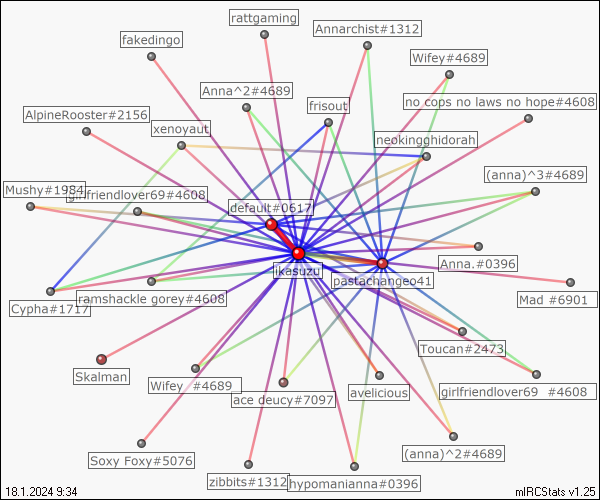 rattgaming
Annarchist#1312
fakedingo
Wifey#4689
Anna^2#4689
no cops no laws no hope#4608
frisout
AlpineRooster#2156
xenoyaut
neokingghidorah
(anna)^3#4689
Mushy#1984
girlfriendlover69#4608
default#0617
Anna.#0396
likasuzu
pastachangeo41
ramshackle gorey#4608
Mad #6901
Cypha#1717
Toucan#2473
Skalman
Wifey #4689
avelicious
girlfriendlover69 #4608
ace deucy#7097
(anna)^2#4689
Soxy Foxy#5076
zibbits#1312
hypomanianna#0396
18.1.2024 9:34
mIRCStats v1.25